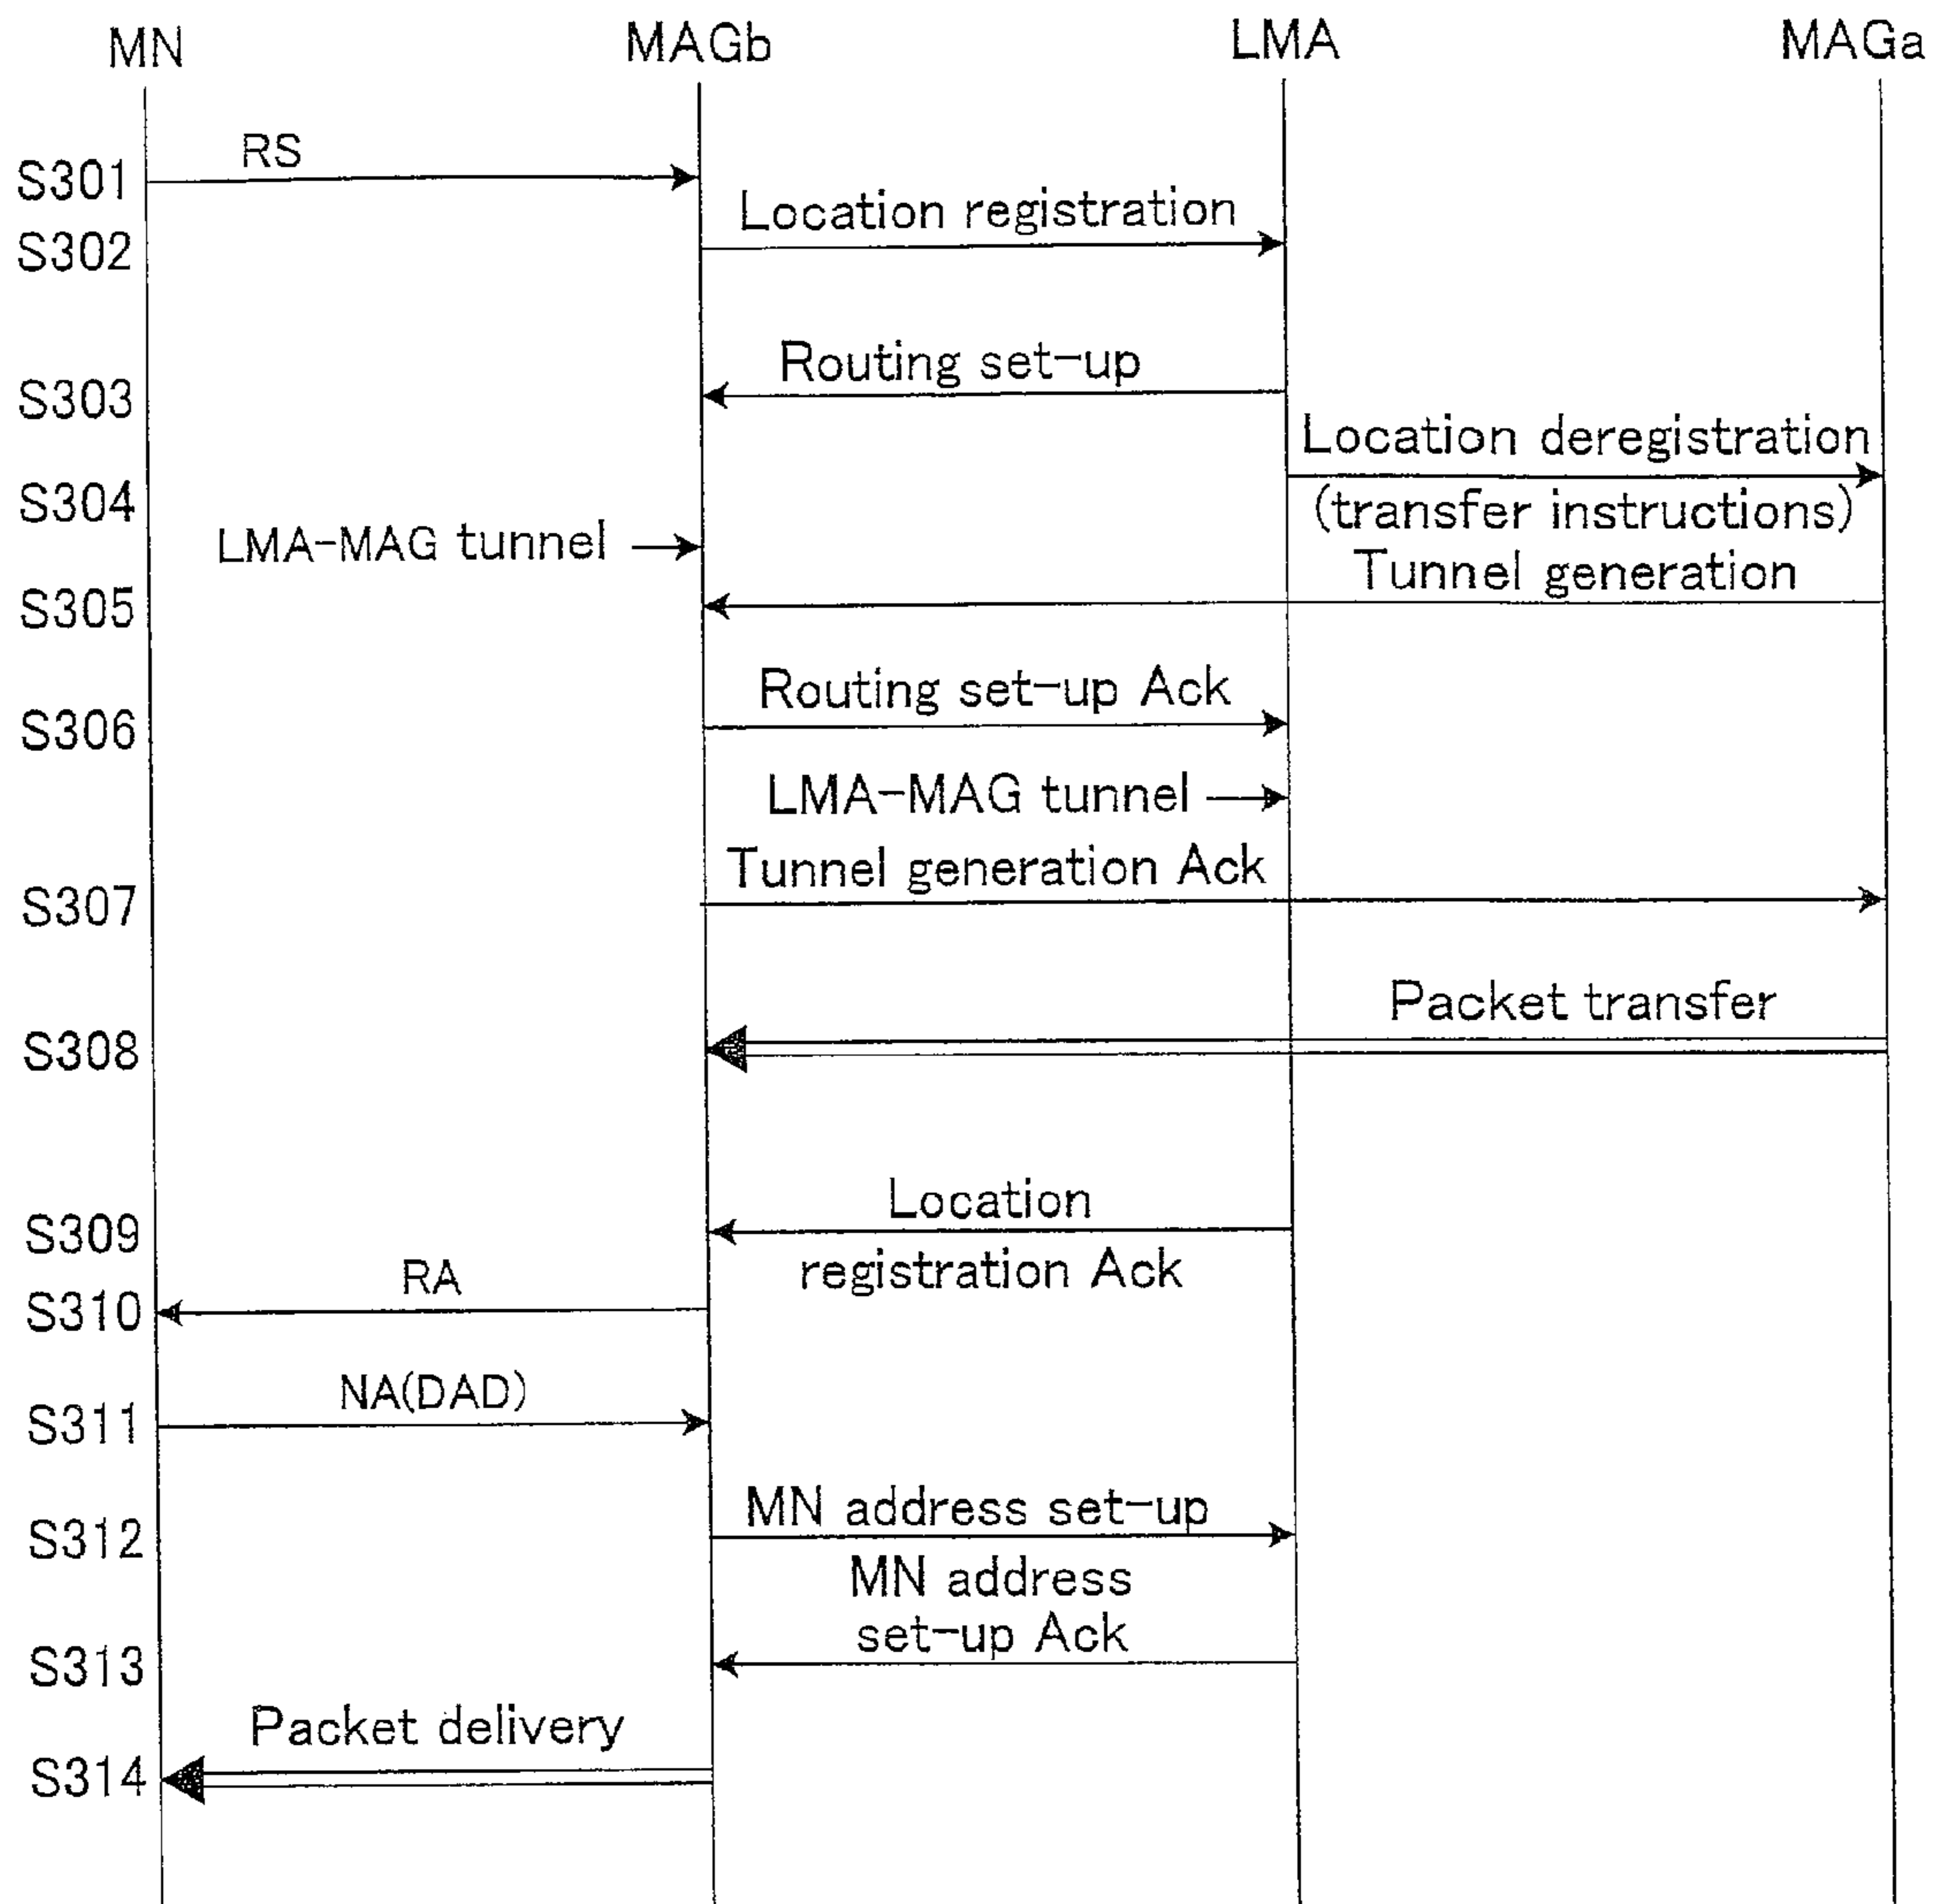 MN MAGb LMA MAGa
RS
S301
Location registration
S302
Routing set-up
S303
Location deregistration
S304
(transfer instructions)
LMA-MAG tunnel
Tunnel generation
S305
Routing set-up Ack
S306
LMA-MAG tunnel
Tunnel generation Ack
S307
Packet transfer
S308
Location
S309
registration Ack
RA
S310
NA(DAD)
S311
MN address set-up
S312
MN address
set-up Ack
S313
Packet delivery
S314